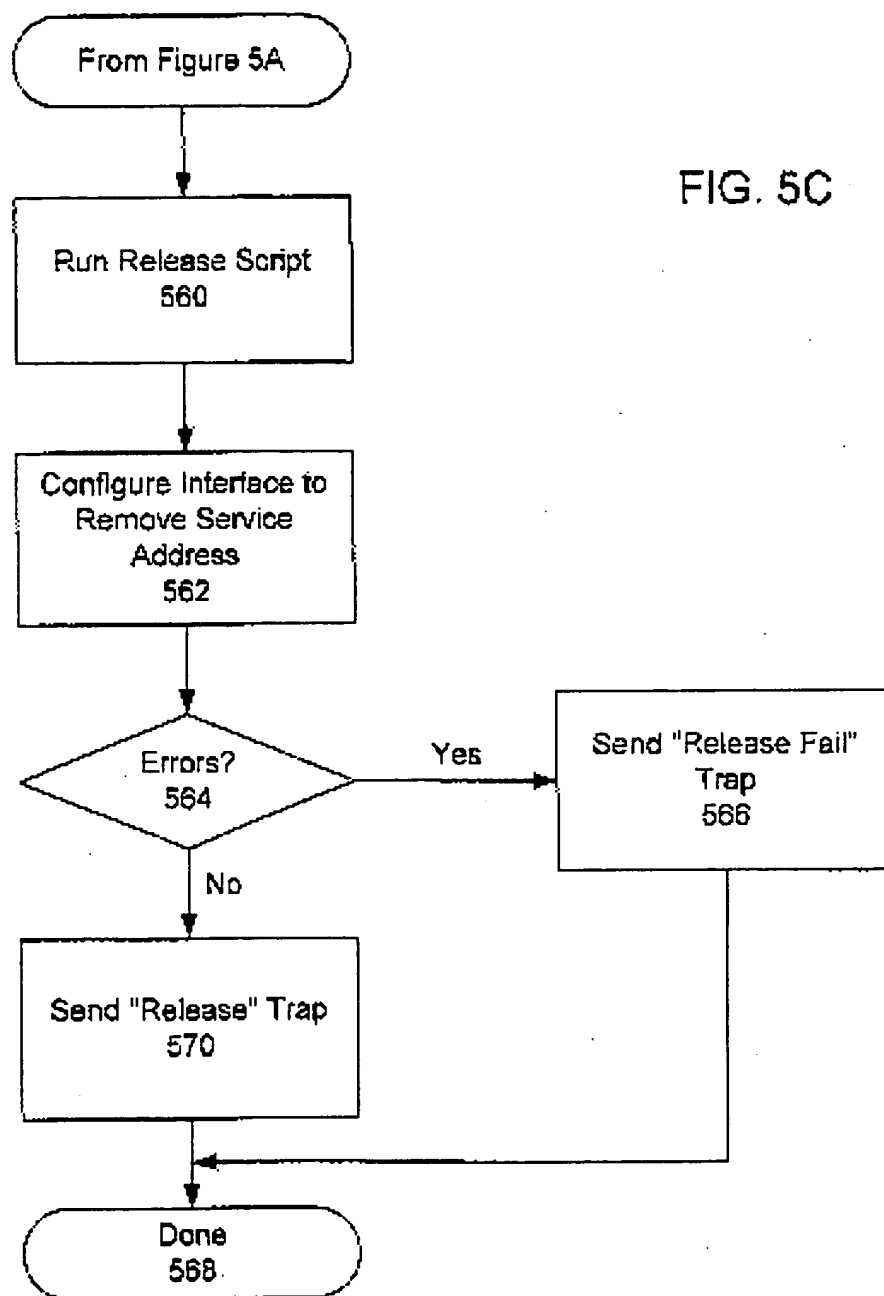 From Figure 5A
FIG. 5C
Run Release Script
560
Configure Interface to
Remove Service
Address
562
Errors?
564
Yes
Send "Release Fail"
Trap
566
No
Send "Release" Trap
570
Done
568